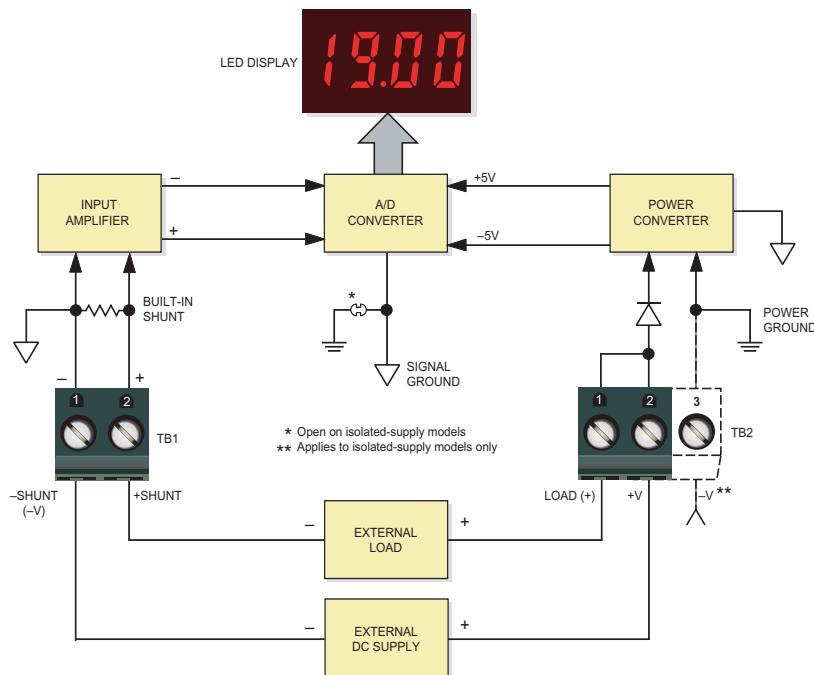 LED DISPLAY
19.00
–
+5V
INPUT
AMPLIFIER
A/D
CONVERTER
POWER
CONVERTER
+
–5V
*
BUILT-IN
SHUNT
POWER
GROUND
SIGNAL
GROUND
–
+
1
2
TB1
* Open on isolated-supply models
** Applies to isolated-supply models only
1
2
3
TB2
–SHUNT
(–V)
+SHUNT
LOAD (+)
+V
–V **
–
EXTERNAL
LOAD
+
–
EXTERNAL
DC SUPPLY
+